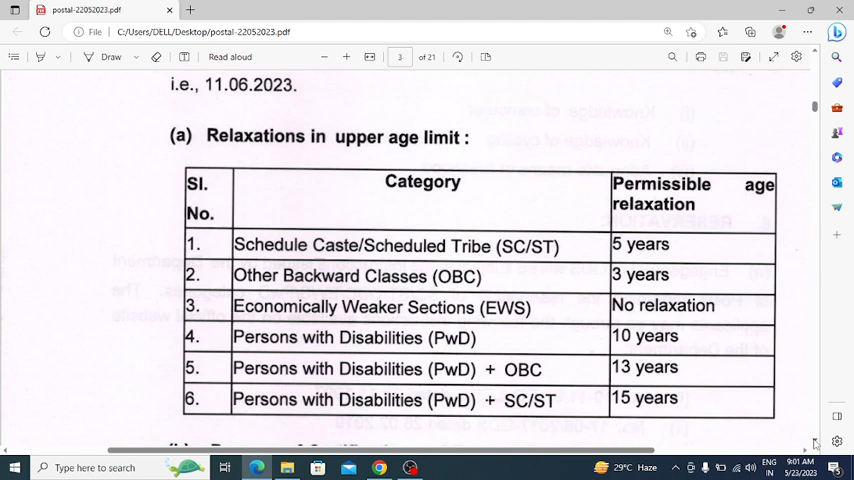 postal-22052023.pdf
File C:/Users/DELL/Desktop/postal-22052023.pdf
Draw Read aloud 3 of 21
i.e., 11.06.2023.
(a) Relaxations in upper age limit :
Sl. No. Category Permissible age relaxation
1. Schedule Caste/Scheduled Tribe (SC/ST) 5 years
2. Other Backward Classes (OBC) 3 years
3. Economically Weaker Sections (EWS) No relaxation
4. Persons with Disabilities (PwD) 10 years
5. Persons with Disabilities (PwD) + OBC 13 years
6. Persons with Disabilities (PwD) + SC/ST 15 years
Type here to search 29°C Haze ENG IN 9:01 AM 5/23/2023 5